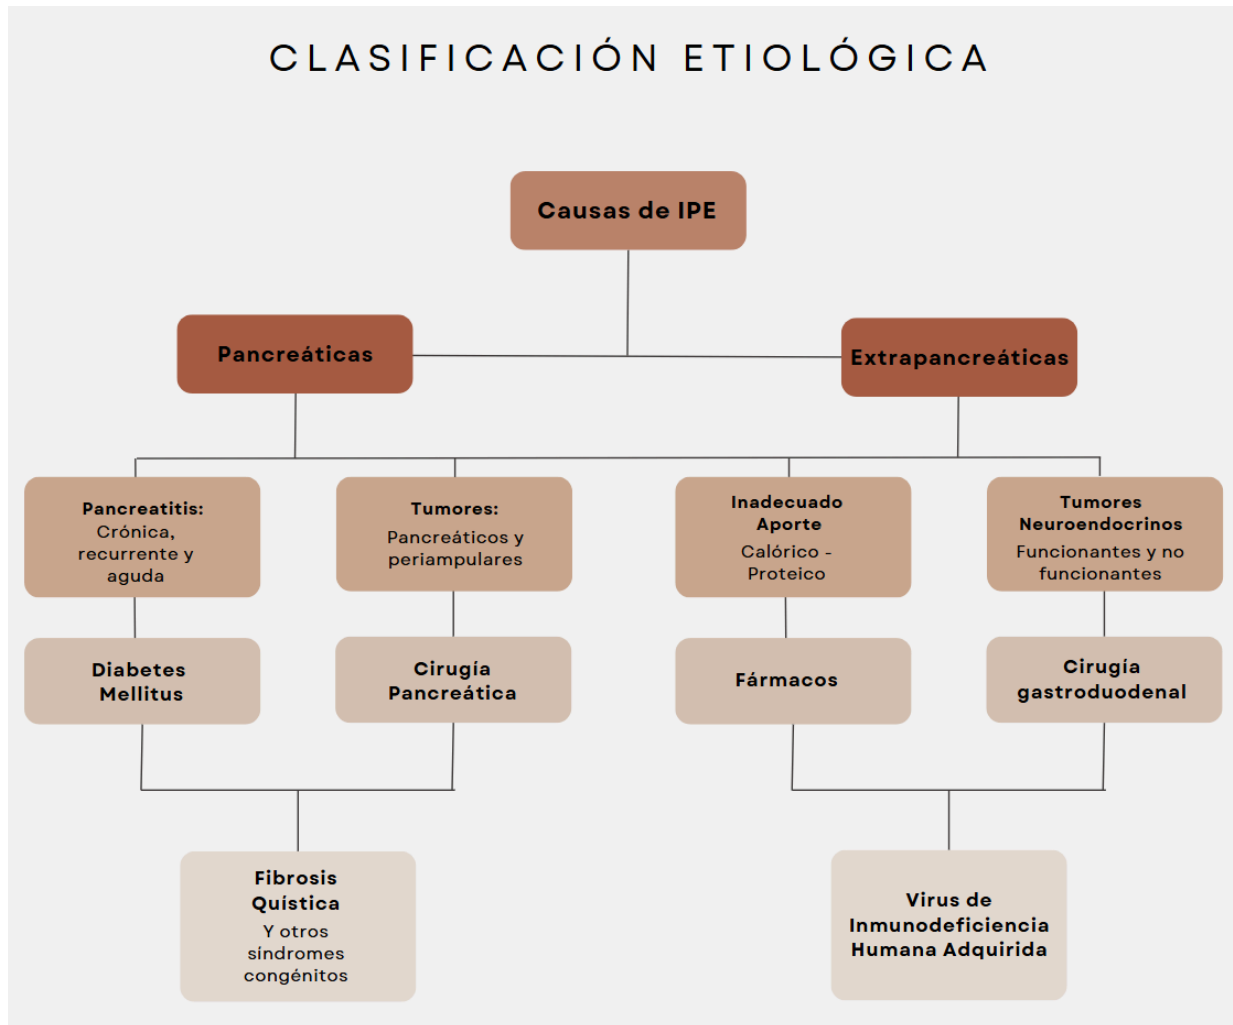 CLASIFICACIÓN ETIOLÓGICA
Causas de IPE
Pancreáticas
Extrapancreáticas
Pancreatitis:
Crónica,
recurrente y
aguda
Tumores:
Pancreáticos y
periampulares
Inadecuado
Aporte
Calórico -
Proteico
Tumores
Neuroendocrinos
Funcionantes y no
funcionantes
Diabetes
Mellitus
Cirugía
Pancreática
Fármacos
Cirugía
gastroduodenal
Fibrosis
Quística
Y otros
síndromes
congénitos
Virus de
Inmunodeficiencia
Humana Adquirida